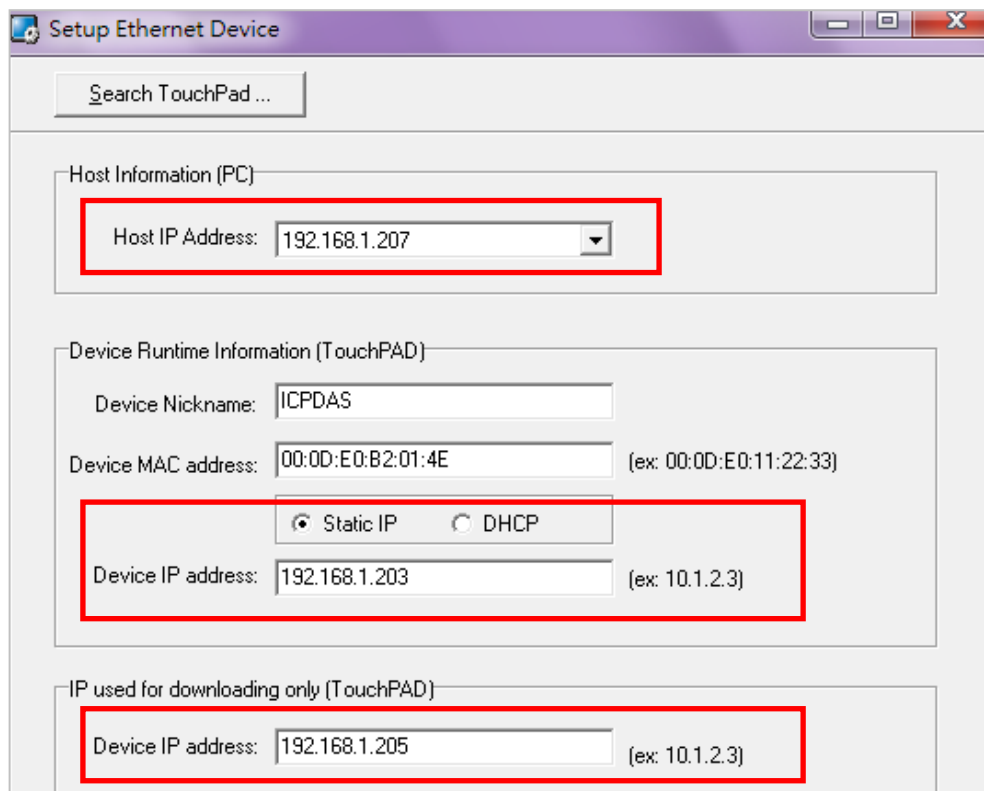 Setup Ethernet Device
Search TouchPad ...
Host Information (PC)
Host IP Address: 192.168.1.207
Device Runtime Information (TouchPAD)
Device Nickname: ICPDAS
Device MAC address: 00:0D:E0:B2:01:4E (ex: 00:0D:E0:11:22:33)
Static IP DHCP
Device IP address: 192.168.1.203 (ex: 10.1.2.3)
IP used for downloading only (TouchPAD)
Device IP address: 192.168.1.205 (ex: 10.1.2.3)